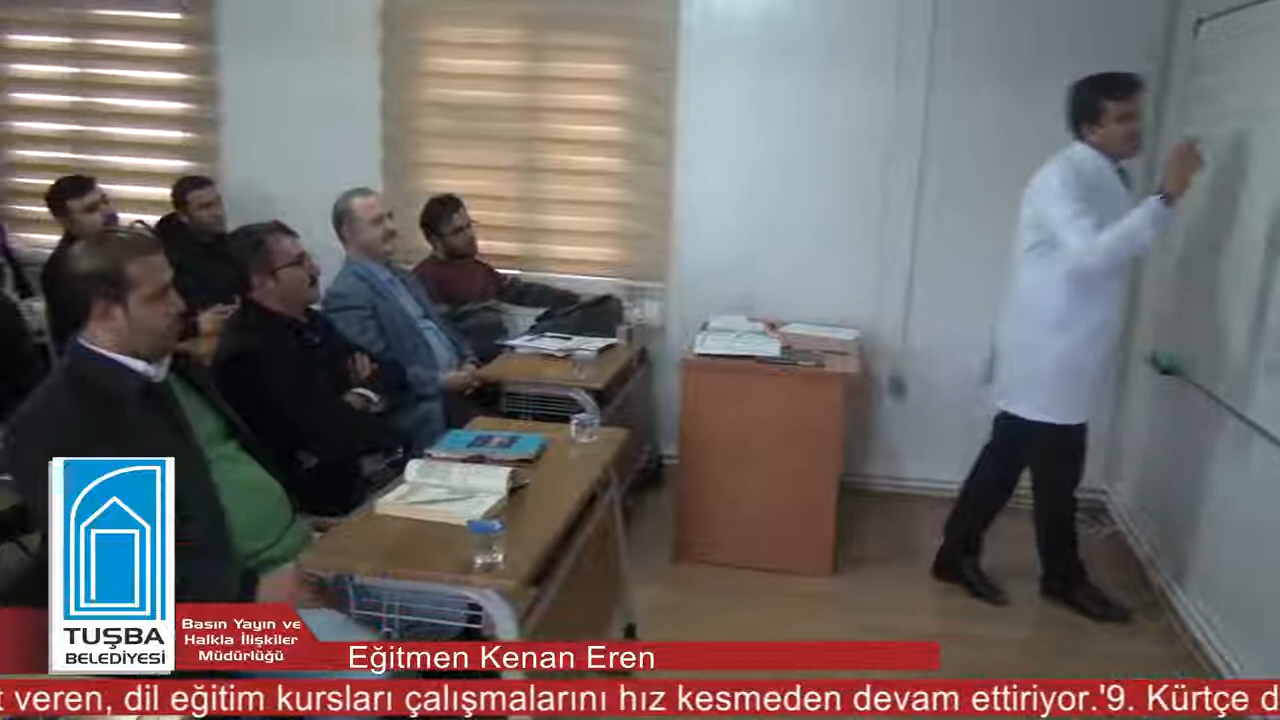 TUŞBA
BELEDİYESİ
Basın Yayın ve
Halkla İlişkiler
Müdürlüğü
Eğitmen Kenan Eren
veren, dil eğitim kursları çalışmalarını hız kesmeden devam ettiriyor.'9. Kürtçe d